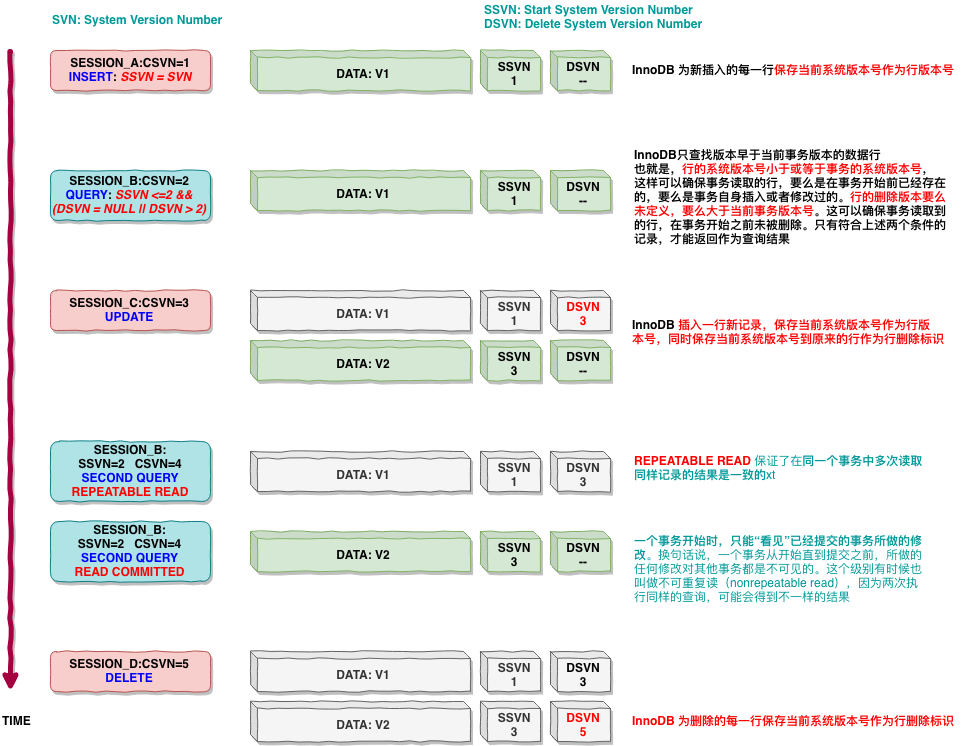 SVN: System Version Number
SSVN: Start System Version Number
DSVN: Delete System Version Number
SESSION_A:CSVN=1
INSERT: SSVN = SVN
DATA: V1
SSVN
1
DSVN
--
InnoDB 为新插入的每一行保存当前系统版本号作为行版本号
SESSION_B:CSVN=2
QUERY: SSVN <=2 &&
(DSVN = NULL || DSVN > 2)
DATA: V1
SSVN
1
DSVN
--
InnoDB只查找版本早于当前事务版本的数据行
也就是，行的系统版本号小于或等于事务的系统版本号，
这样可以确保事务读取的行，要么是在事务开始前已经存在
的，要么是事务自身插入或者修改过的。行的删除版本要么
未定义，要么大于当前事务版本号。这可以确保事务读取到
的行，在事务开始之前未被删除。只有符合上述两个条件的
记录，才能返回作为查询结果
SESSION_C:CSVN=3
UPDATE
DATA: V1
SSVN
1
DSVN
3
DATA: V2
SSVN
3
DSVN
--
InnoDB 插入一行新记录，保存当前系统版本号作为行版
本号，同时保存当前系统版本号到原来的行作为行删除标识
SESSION_B:
SSVN=2 CSVN=4
SECOND QUERY
REPEATABLE READ
DATA: V1
SSVN
1
DSVN
3
REPEATABLE READ 保证了在同一个事务中多次读取
同样记录的结果是一致的xt
SESSION_B:
SSVN=2 CSVN=4
SECOND QUERY
READ COMMITTED
DATA: V2
SSVN
3
DSVN
--
一个事务开始时，只能“看见”已经提交的事务所做的修
改。换句话说，一个事务从开始直到提交之前，所做的
任何修改对其他事务都是不可见的。这个级别有时候也
叫做不可重复读（nonrepeatable read），因为两次执
行同样的查询，可能会得到不一样的结果
SESSION_D:CSVN=5
DELETE
DATA: V1
SSVN
1
DSVN
3
TIME
DATA: V2
SSVN
3
DSVN
5
InnoDB 为删除的每一行保存当前系统版本号作为行删除标识